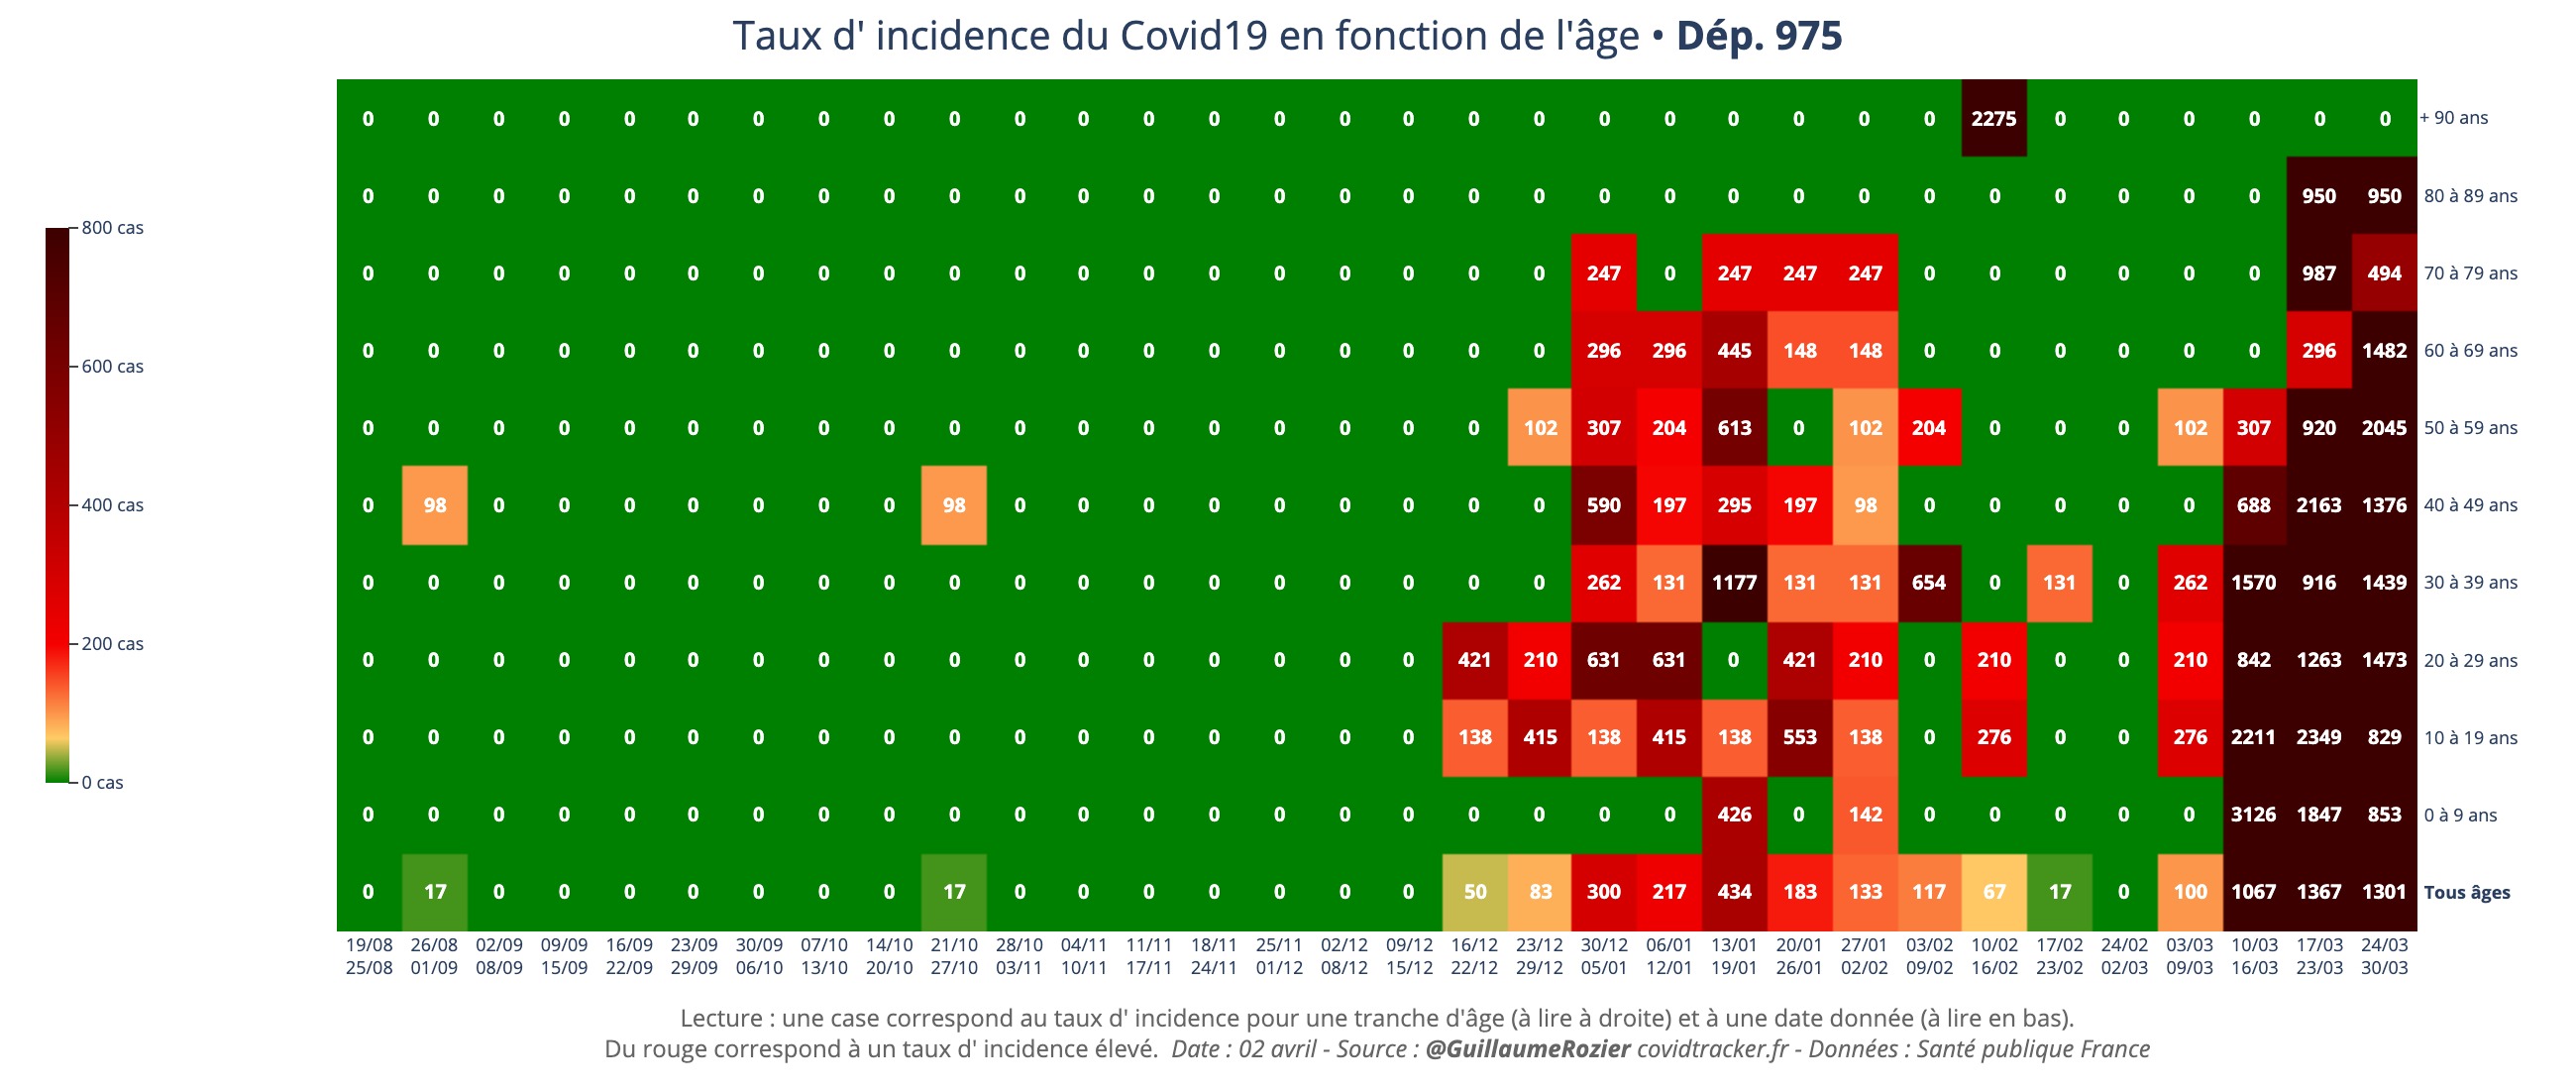 Taux d' incidence du Covid19 en fonction de l'âge • Dép. 975
0 0 0 0 0 0 0 0 0 0 0 0 0 0 0 0 0 0 0 0 0 0 0 0 0 2275 0 0 0 0 0 0 + 90 ans
0 0 0 0 0 0 0 0 0 0 0 0 0 0 0 0 0 0 0 0 0 0 0 0 0 0 0 0 0 0 950 950 80 à 89 ans
800 cas
0 0 0 0 0 0 0 0 0 0 0 0 0 0 0 0 0 0 0 247 0 247 247 247 0 0 0 0 0 0 987 494 70 à 79 ans
0 0 0 0 0 0 0 0 0 0 0 0 0 0 0 0 0 0 0 296 296 445 148 148 0 0 0 0 0 0 296 1482 60 à 69 ans
600 cas
0 0 0 0 0 0 0 0 0 0 0 0 0 0 0 0 0 0 102 307 204 613 0 102 204 0 0 0 102 307 920 2045 50 à 59 ans
400 cas
0 98 0 0 0 0 0 0 0 98 0 0 0 0 0 0 0 0 0 590 197 295 197 98 0 0 0 0 0 688 2163 1376 40 à 49 ans
0 0 0 0 0 0 0 0 0 0 0 0 0 0 0 0 0 0 0 262 131 1177 131 131 654 0 131 0 262 1570 916 1439 30 à 39 ans
200 cas
0 0 0 0 0 0 0 0 0 0 0 0 0 0 0 0 0 421 210 631 631 0 421 210 0 210 0 0 210 842 1263 1473 20 à 29 ans
0 0 0 0 0 0 0 0 0 0 0 0 0 0 0 0 0 138 415 138 415 138 553 138 0 276 0 0 276 2211 2349 829 10 à 19 ans
0 cas
0 0 0 0 0 0 0 0 0 0 0 0 0 0 0 0 0 0 0 0 0 426 0 142 0 0 0 0 0 3126 1847 853 0 à 9 ans
0 17 0 0 0 0 0 0 0 17 0 0 0 0 0 0 0 50 83 300 217 434 183 133 117 67 17 0 100 1067 1367 1301 Tous âges
19/08 26/08 02/09 09/09 16/09 23/09 30/09 07/10 14/10 21/10 28/10 04/11 11/11 18/11 25/11 02/12 09/12 16/12 23/12 30/12 06/01 13/01 20/01 27/01 03/02 10/02 17/02 24/02 03/03 10/03 17/03 24/03
25/08 01/09 08/09 15/09 22/09 29/09 06/10 13/10 20/10 27/10 03/11 10/11 17/11 24/11 01/12 08/12 15/12 22/12 29/12 05/01 12/01 19/01 26/01 02/02 09/02 16/02 23/02 02/03 09/03 16/03 23/03 30/03
Lecture : une case correspond au taux d' incidence pour une tranche d'âge (à lire à droite) et à une date donnée (à lire en bas).
Du rouge correspond à un taux d' incidence élevé. Date : 02 avril - Source : @GuillaumeRozier covidtracker.fr - Données : Santé publique France